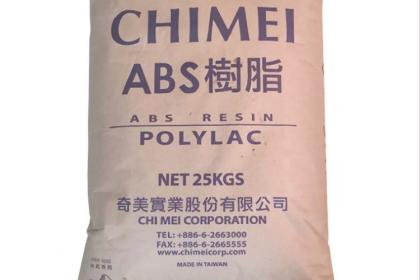 CHIMEI
ABS樹脂
ABS RESIN
POLYLAC
NET 25KGS
奇美實業股份有限公司
CHI MEI CORPORATION
TEL: +886-6-2663000
FAX: +886-6-2665555
www.chimeicorp.com
MADE IN TAIWAN